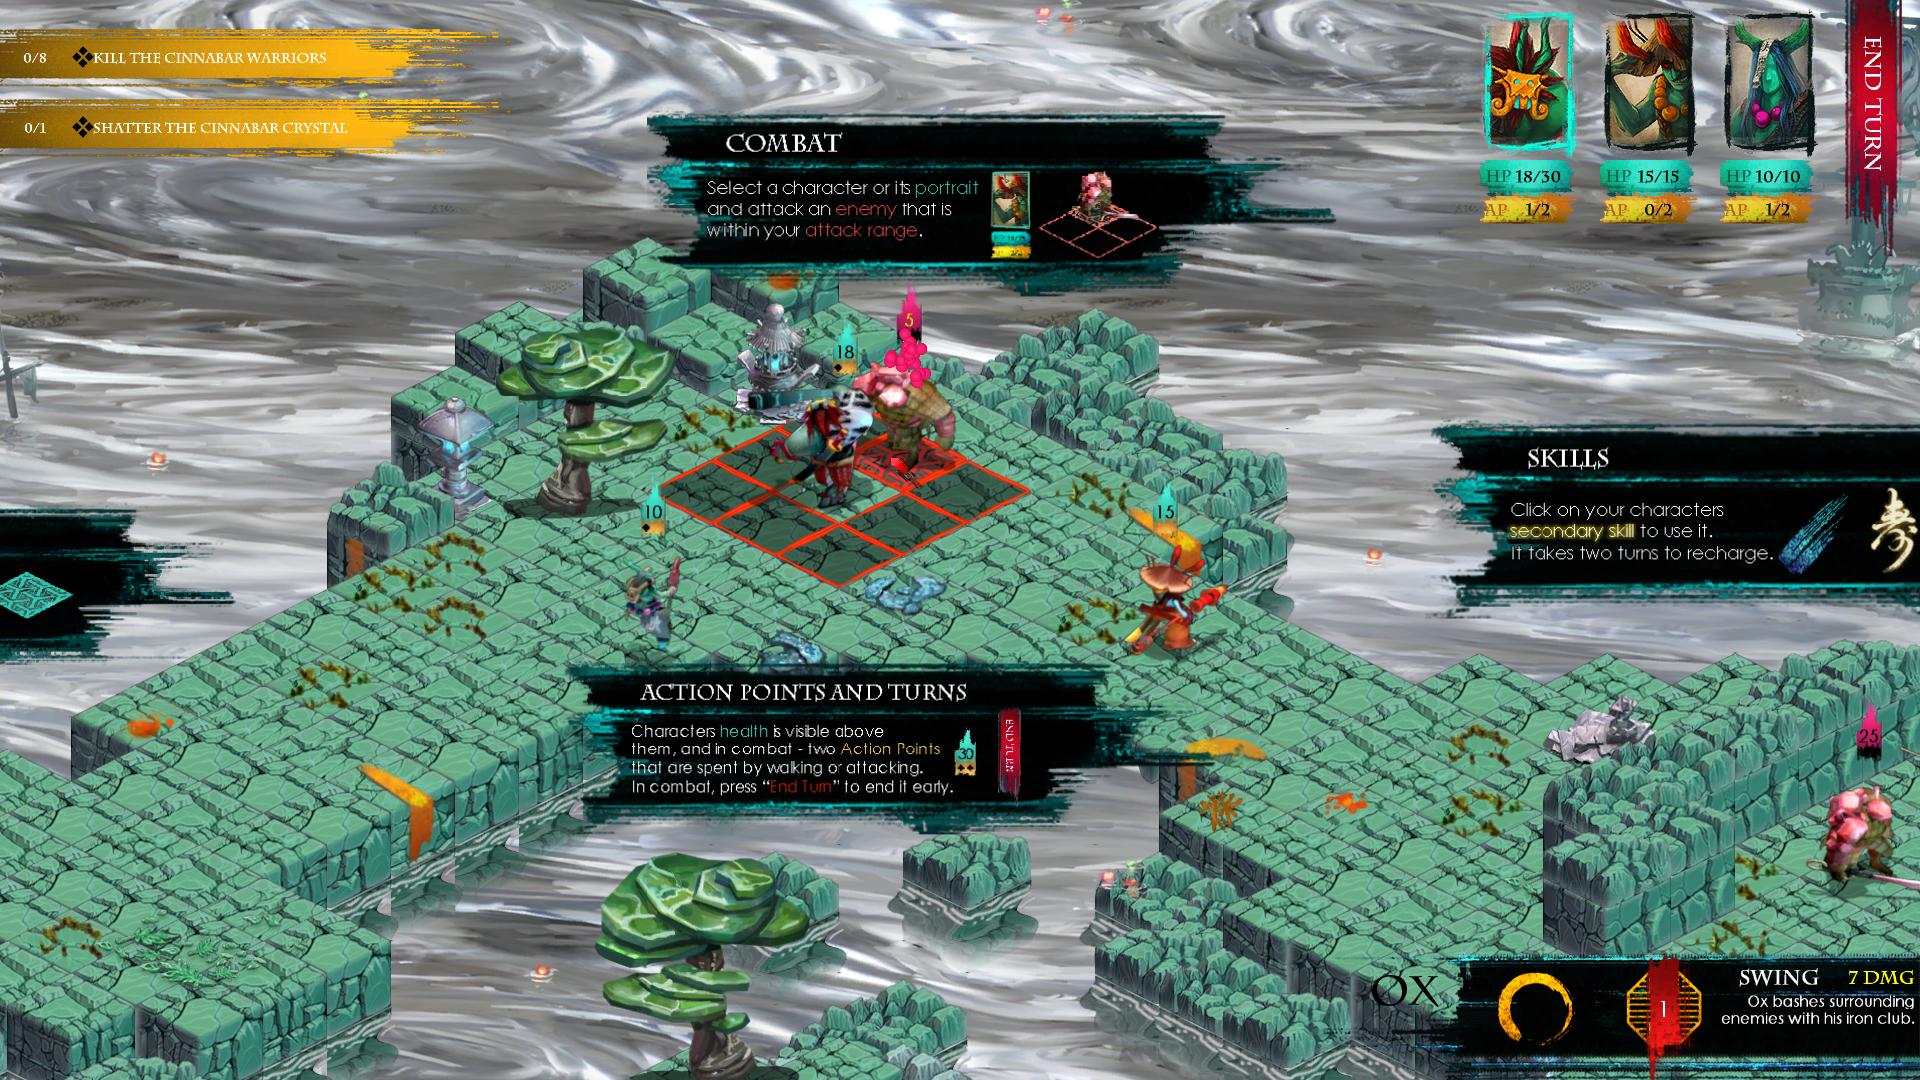 0/8 KILL THE CINNABAR WARRIORS
0/1 SHATTER THE CINNABAR CRYSTAL
HP 18/30
AP 1/2
HP 15/15
AP 0/2
HP 10/10
AP 1/2
END TURN
COMBAT
Select a character or its portrait
and attack an enemy that is
within your attack range.
5
18
10
15
SKILLS
Click on your characters
secondary skill to use it.
It takes two turns to recharge.
寿
ACTION POINTS AND TURNS
Characters health is visible above
them, and in combat - two Action Points
that are spent by walking or attacking.
In combat, press "End Turn" to end it early.
30
END TURN
25
OX
1
SWING 7 DMG
Ox bashes surrounding
enemies with his iron club.